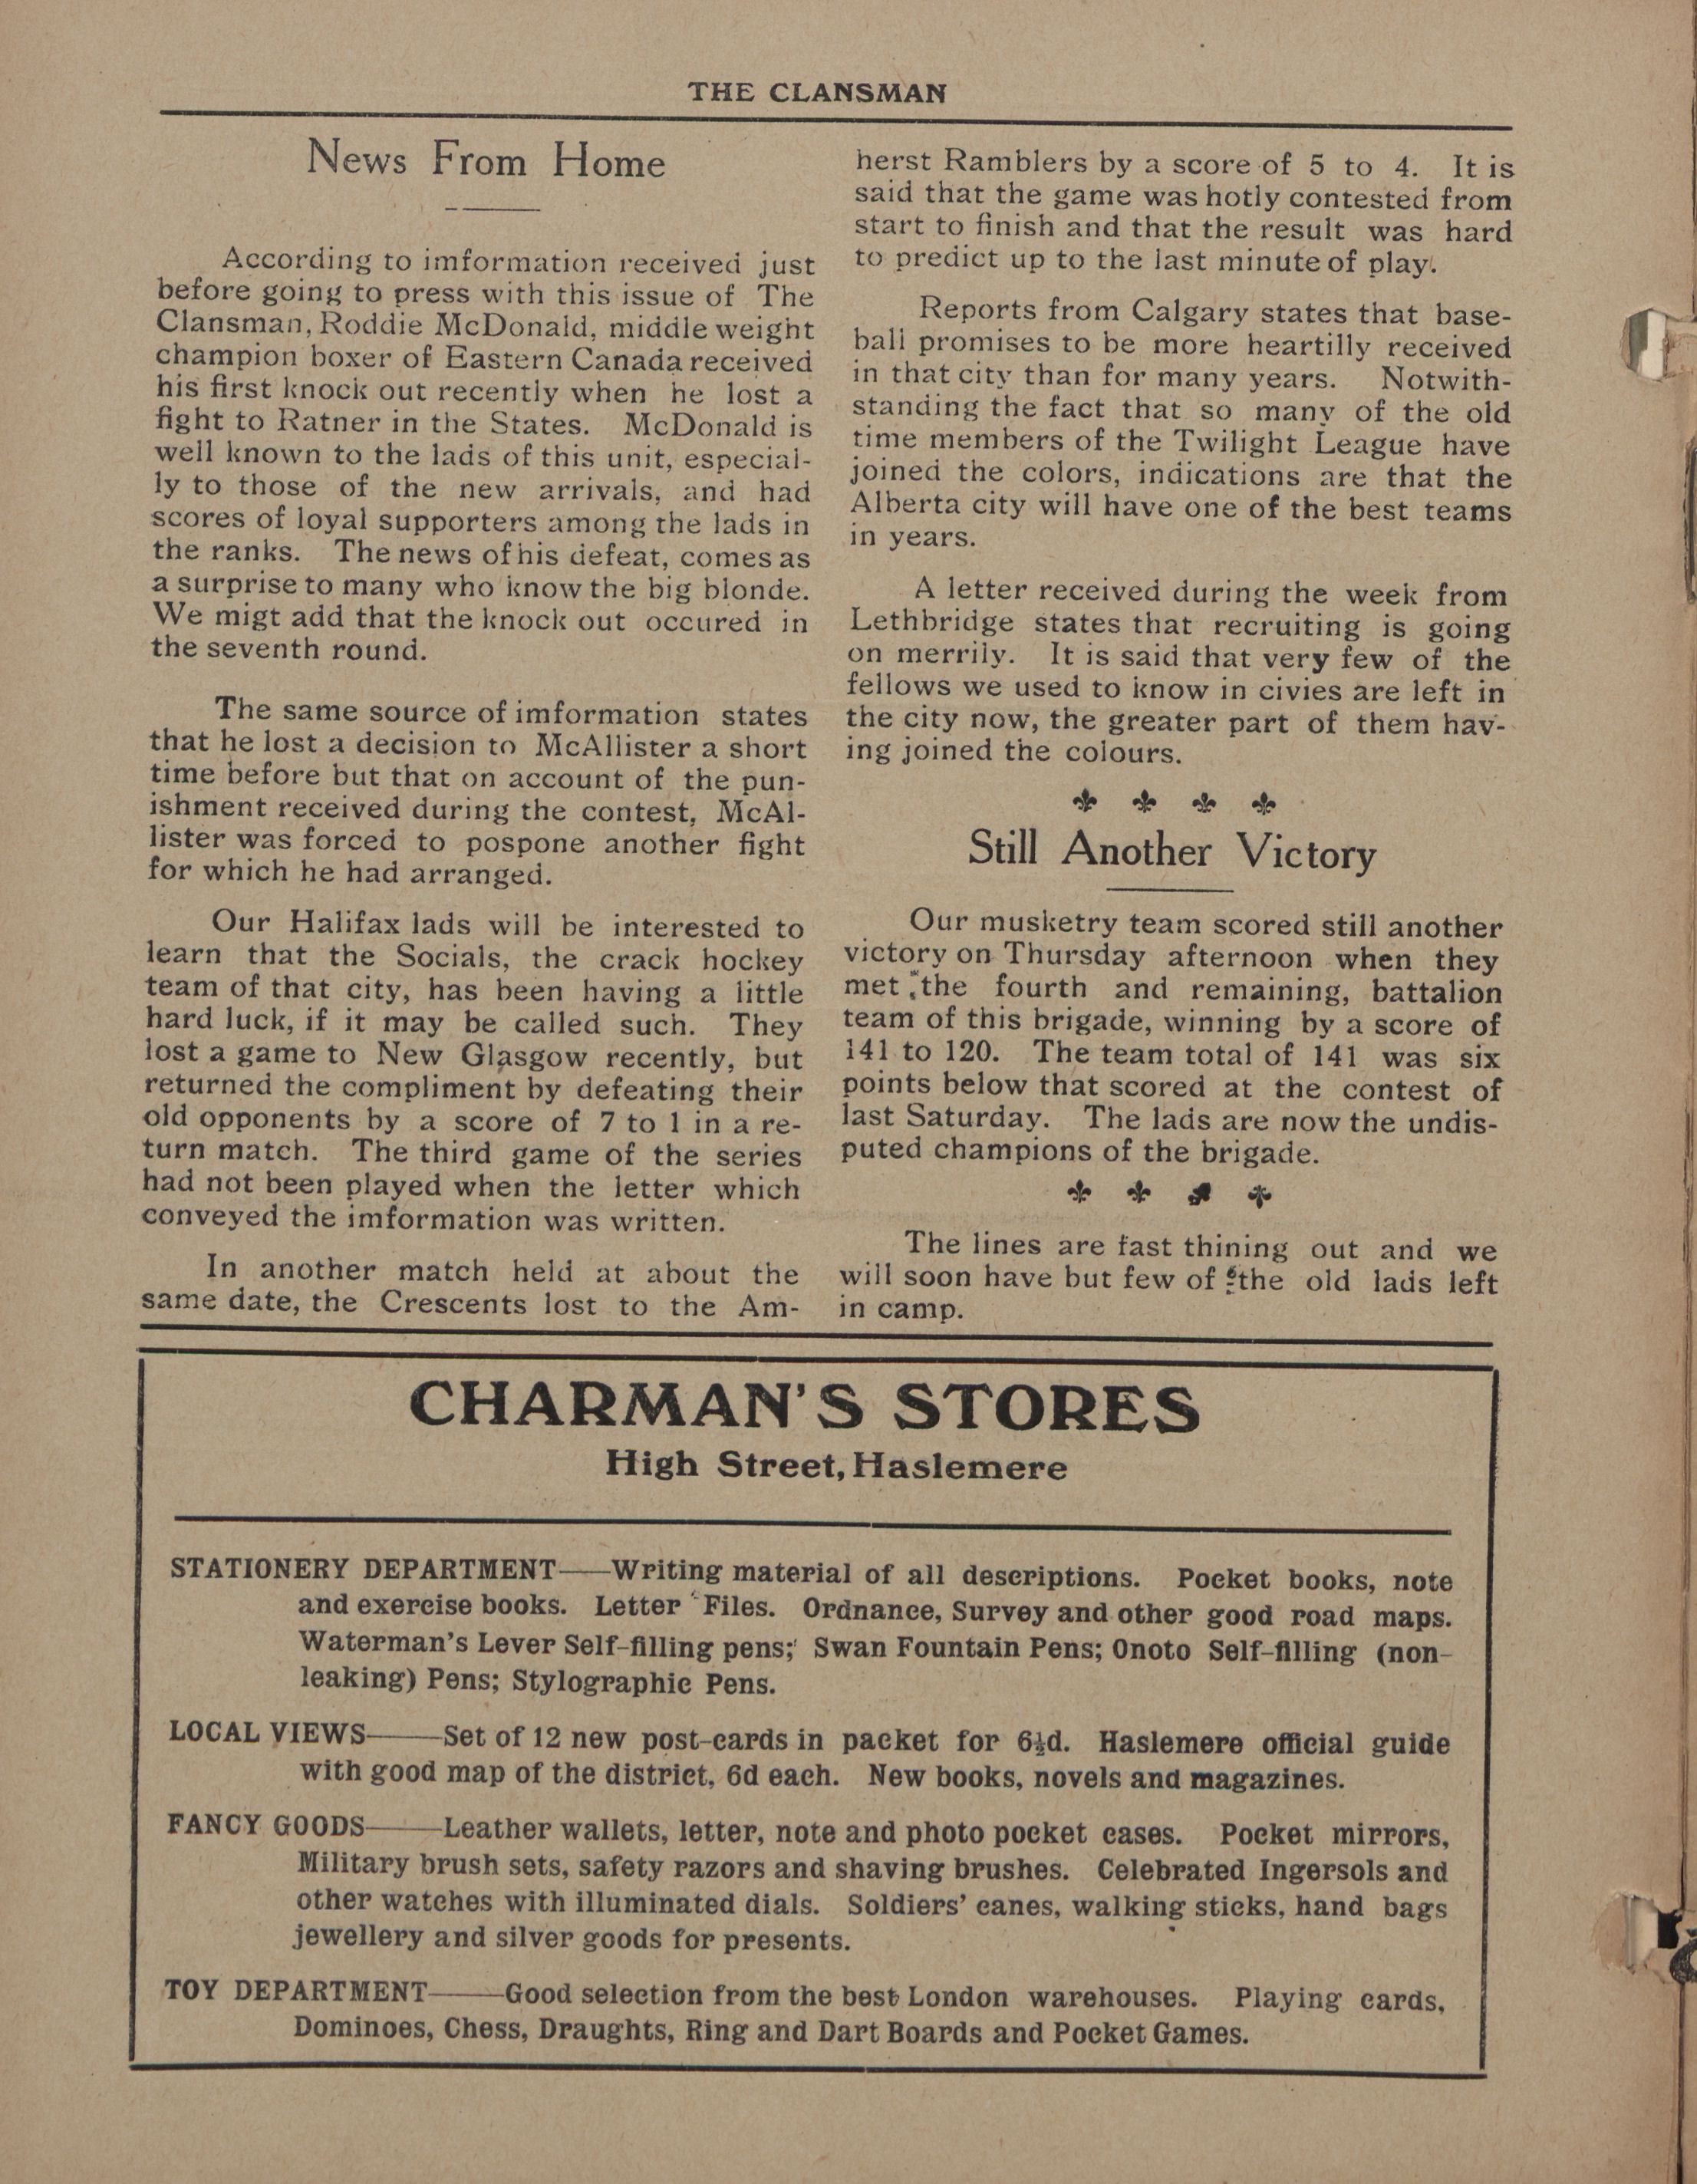 THE CLANSMAN
News From Home
According to imformation received just
before going to press with this issue of The
Clansman, Roddie McDonald, middle weight
champion boxer of Eastern Canada received
his first knock out recently when he lost a
fight to Ratner in the States. McDonald is
well known to the lads of this unit, especial-
ly to those of the new arrivals, and had
scores of loyal supporters among the lads in
the ranks. The news of his defeat, comes as
a surprise to many who know the big blonde.
We migt add that the knock out occured in
the seventh round.
The same source of imformation states
that he lost a decision to McAllister a short
time before but that on account of the pun-
ishment received during the contest, McAl-
lister was forced to pospone another fight
for which he had arranged.
Our Halifax lads will be interested to
learn that the Socials, the crack hockey
team of that city, has been having a little
hard luck, if it may be called such. They
lost a game to New Glasgow recently, but
returned the compliment by defeating their
old opponents by a score of 7 to 1 in a re-
turn match. The third game of the series
had not been played when the letter which
conveyed the imformation was written.
In another match held at about the
same date, the Crescents lost to the Am-
herst Ramblers by a score of 5 to 4. It is
said that the game was hotly contested from
start to finish and that the result was hard
to predict up to the last minute of play.
Reports from Calgary states that base-
ball promises to be more heartilly received
in that city than for many years. Notwith-
standing the fact that so many of the old
time members of the Twilight League have
joined the colors, indications are that the
Alberta city will have one of the best teams
in years.
A letter received during the week from
Lethbridge states that recruiting is going
on merrily. It is said that very few of the
fellows we used to know in civies are left in
the city now, the greater part of them hav-
ing joined the colours.
Still Another Victory
Our musketry team scored still another
victory on Thursday afternoon when they
met the fourth and remaining, battalion
team of this brigade, winning by a score of
141 to 120. The team total of 141 was six
points below that scored at the contest of
last Saturday. The lads are now the undis-
puted champions of the brigade.
The lines are fast thining out and we
will soon have but few of the old lads left
in camp.
CHARMAN'S STORES
High Street, Haslemere
STATIONERY DEPARTMENT——Writing material of all descriptions. Pocket books, note
and exercise books. Letter Files. Ordnance, Survey and other good road maps.
Waterman's Lever Self-filling pens; Swan Fountain Pens; Onoto Self-filling (non-
leaking) Pens; Stylographic Pens.
LOCAL VIEWS——Set of 12 new post-cards in packet for 6½d. Haslemere official guide
with good map of the district, 6d each. New books, novels and magazines.
FANCY GOODS——Leather wallets, letter, note and photo pocket cases. Pocket mirrors,
Military brush sets, safety razors and shaving brushes. Celebrated Ingersols and
other watches with illuminated dials. Soldiers' canes, walking sticks, hand bags
jewellery and silver goods for presents.
TOY DEPARTMENT——Good selection from the best London warehouses. Playing cards,
Dominoes, Chess, Draughts, Ring and Dart Boards and Pocket Games.